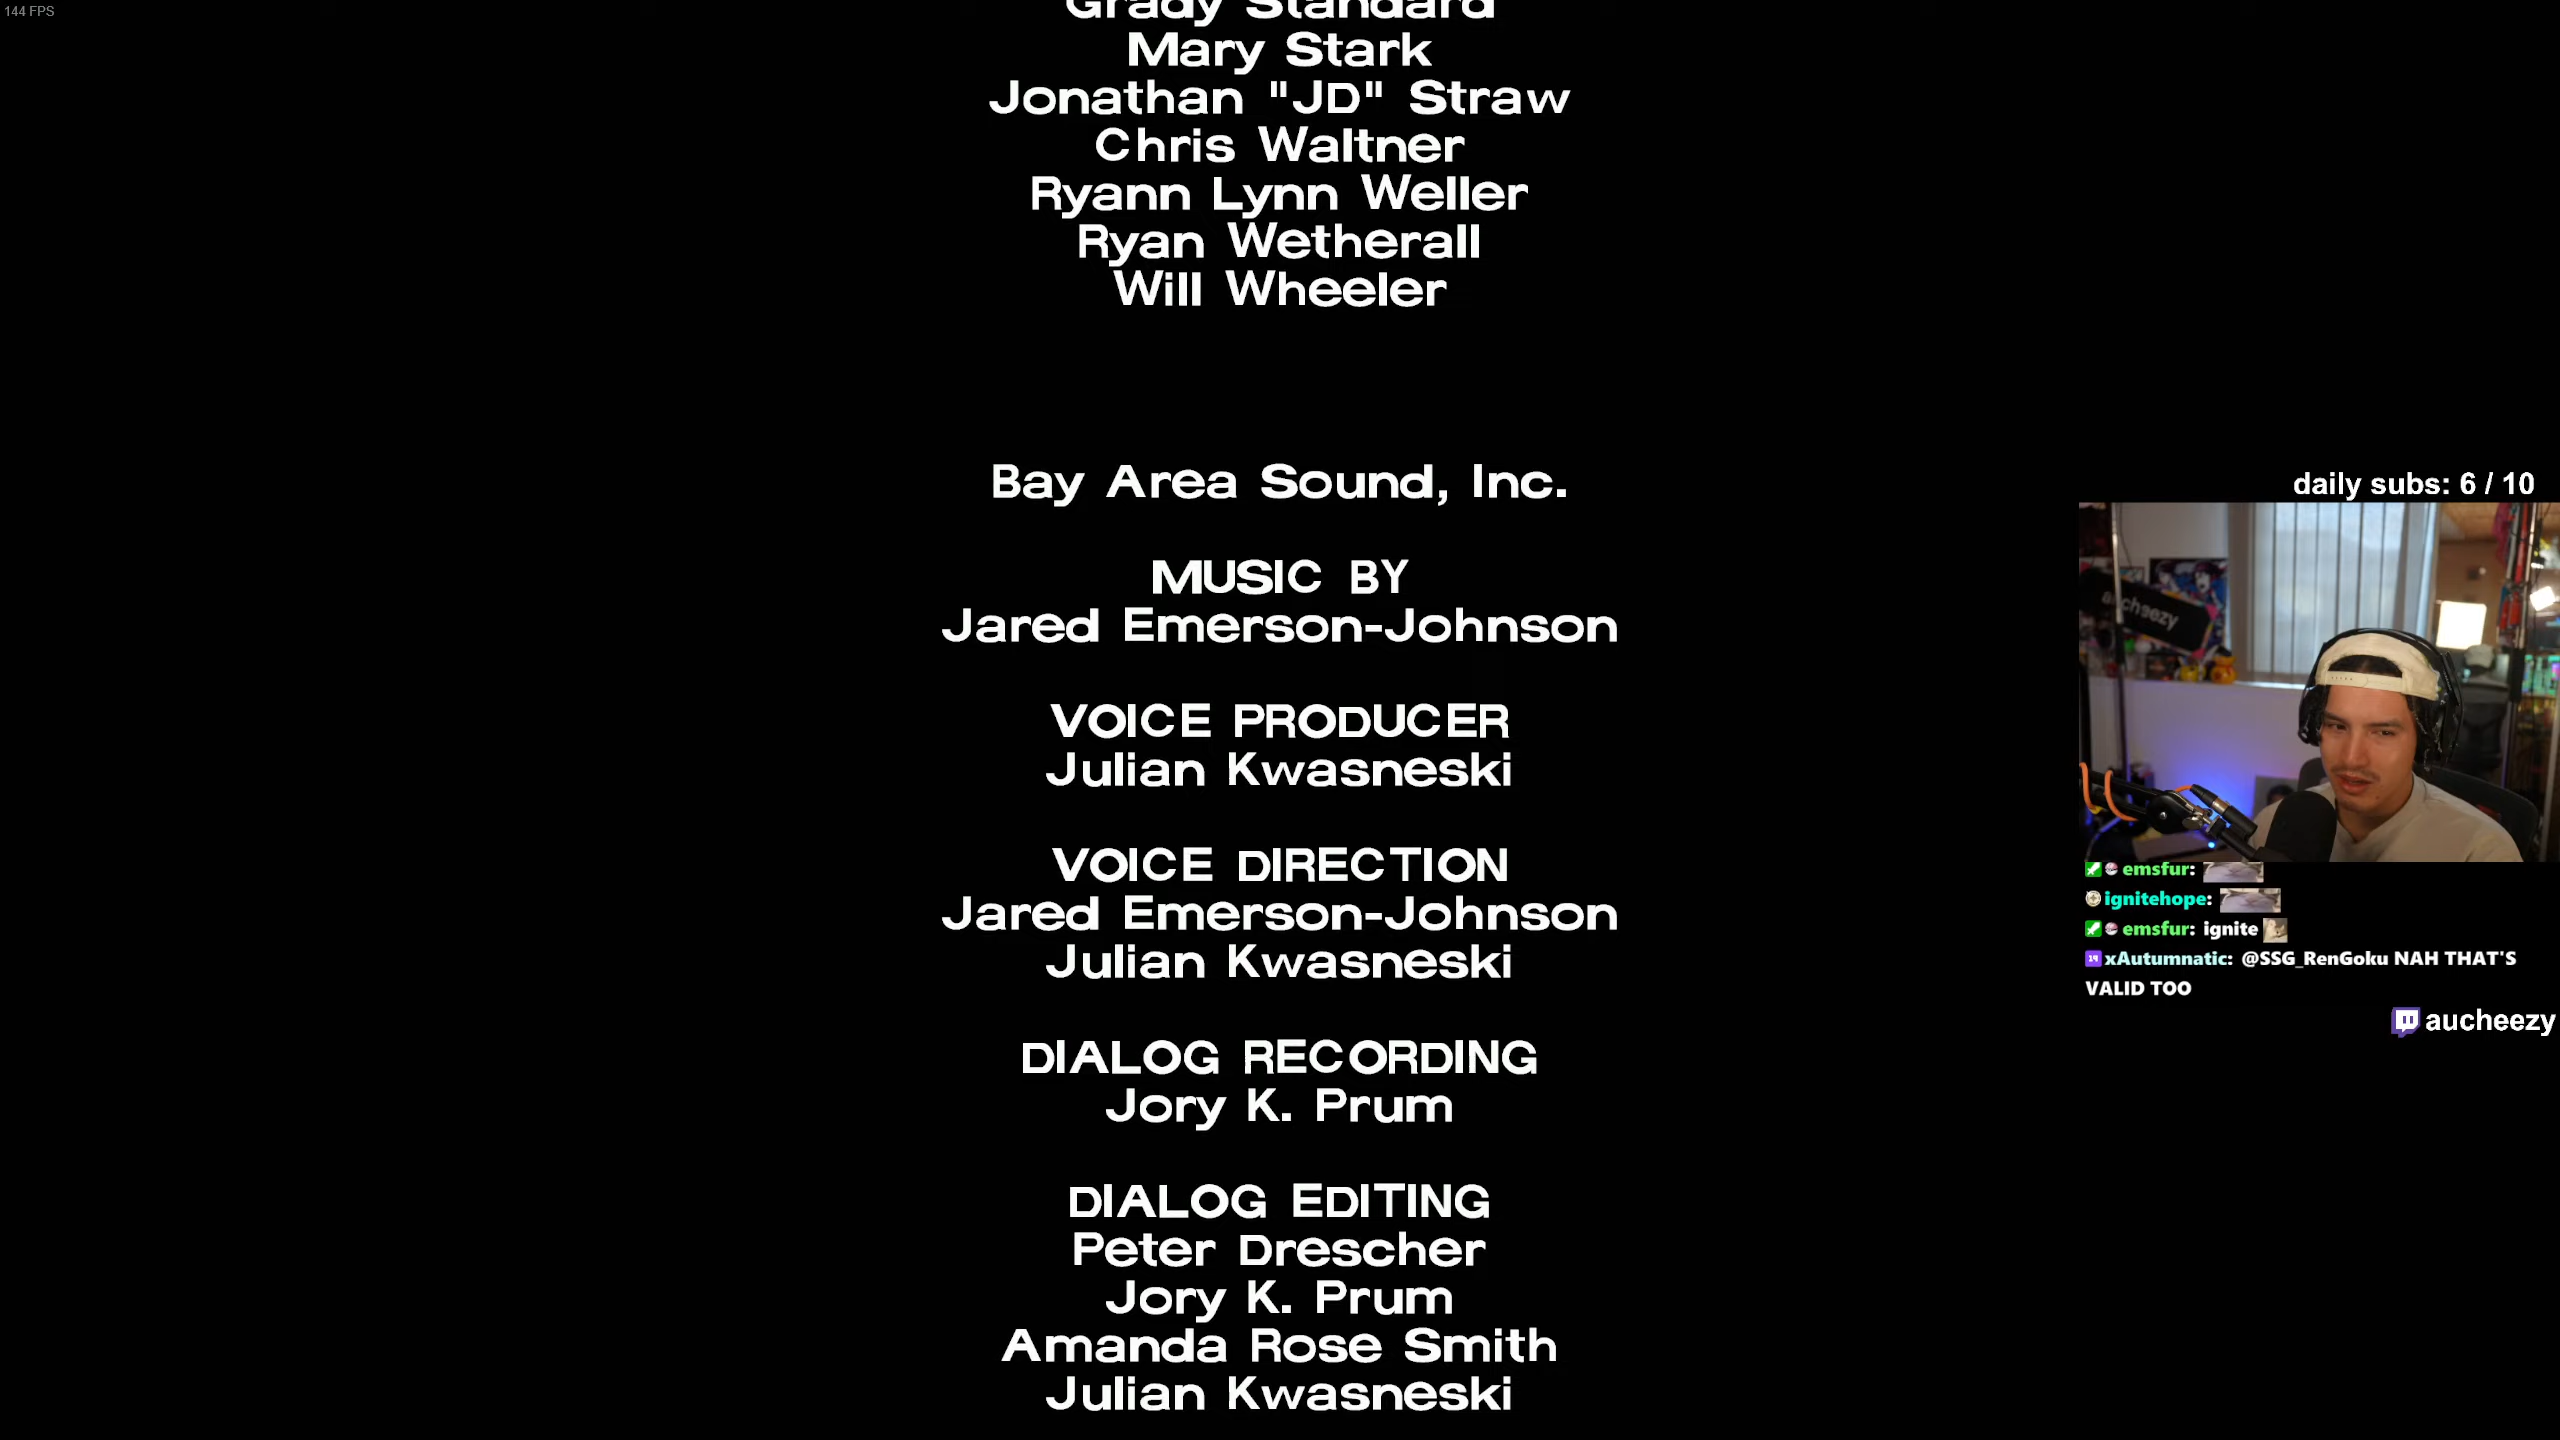 144 FPS
Grady Standard
Mary Stark
Jonathan "JD" Straw
Chris Waltner
Ryann Lynn Weller
Ryan Wetherall
Will Wheeler
Bay Area Sound, Inc.
MUSIC BY
Jared Emerson-Johnson
VOICE PRODUCER
Julian Kwasneski
VOICE DIRECTION
Jared Emerson-Johnson
Julian Kwasneski
DIALOG RECORDING
Jory K. Prum
DIALOG EDITING
Peter Drescher
Jory K. Prum
Amanda Rose Smith
Julian Kwasneski
daily subs: 6 / 10
aucheezy
emsfur:
ignitehope:
emsfur: ignite
xAutumnatic: @SSG_RenGoku NAH THAT'S
VALID TOO
aucheezy